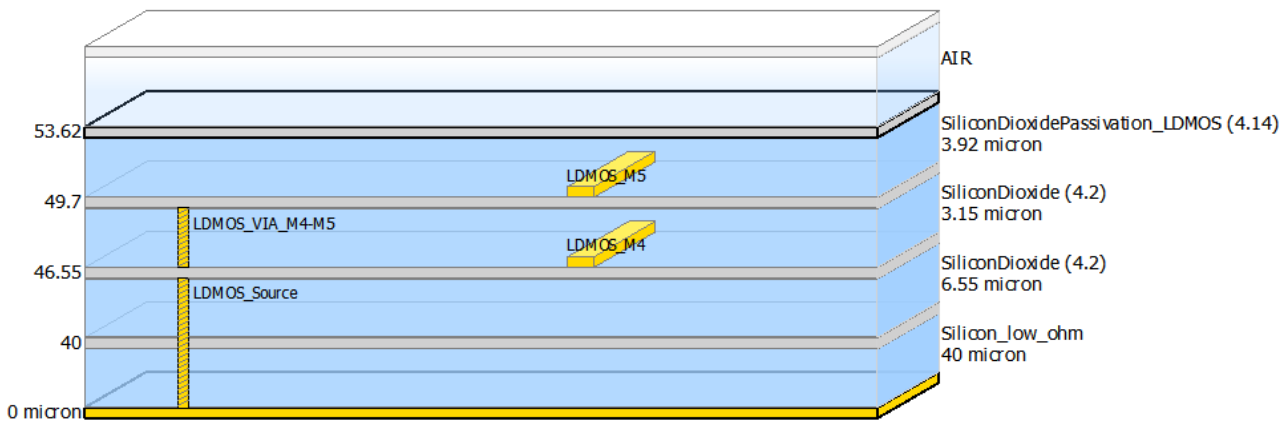 AIR
53.62
SiliconDioxidePassivation_LDMOS (4.14)
3.92 micron
LDMOS_M5
49.7
SiliconDioxide (4.2)
3.15 micron
LDMOS_VIA_M4-M5
LDMOS_M4
46.55
SiliconDioxide (4.2)
6.55 micron
LDMOS_Source
40
Silicon_low_ohm
40 micron
0 micron